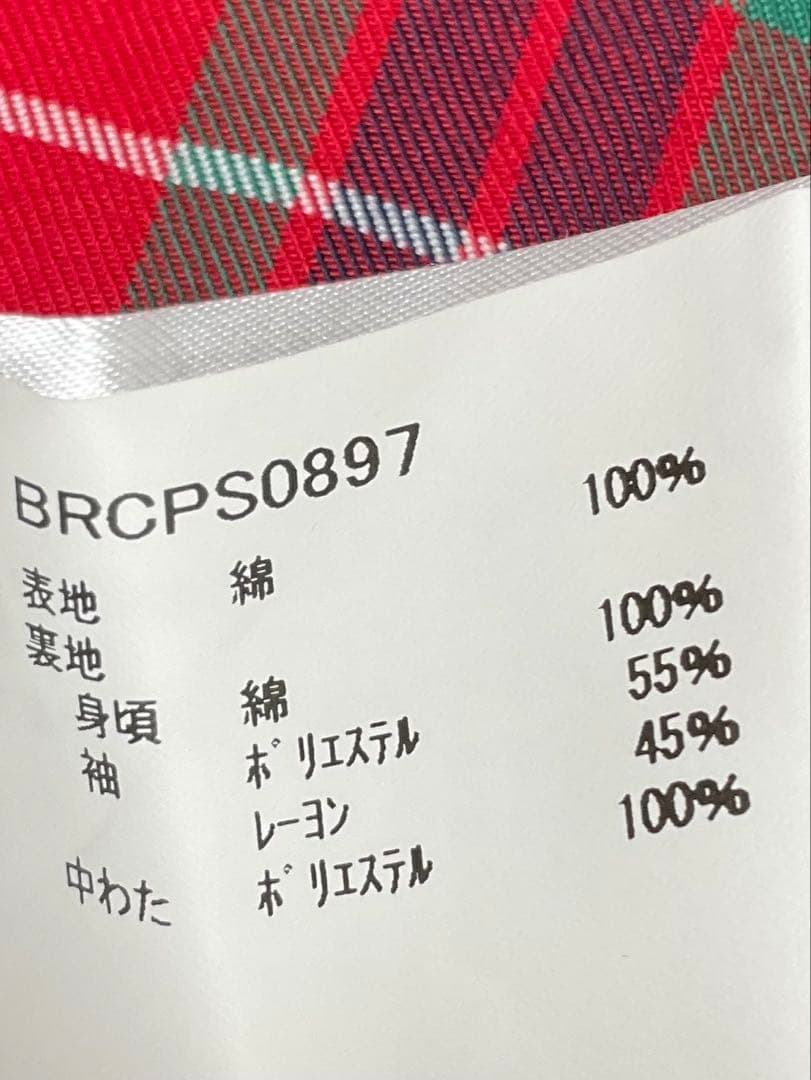 BRCPS0897
表地 綿 100%
裏地
身頃 綿 100%
袖 ﾎﾟﾘｴｽﾃﾙ 55%
ﾚｰﾖﾝ 45%
中わた ﾎﾟﾘｴｽﾃﾙ 100%